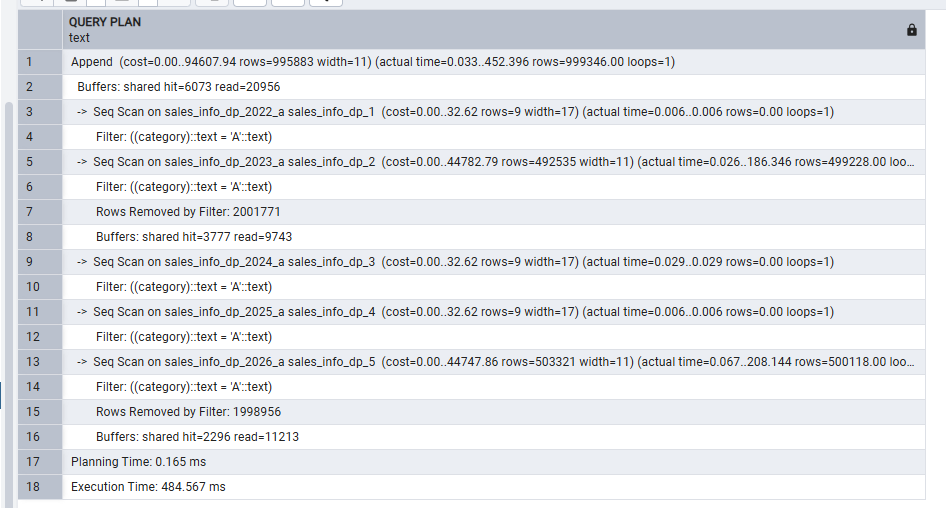 QUERY PLAN
text
1 Append (cost=0.00..94607.94 rows=995883 width=11) (actual time=0.033..452.396 rows=999346.00 loops=1)
2 Buffers: shared hit=6073 read=20956
3 -> Seq Scan on sales_info_dp_2022_a sales_info_dp_1 (cost=0.00..32.62 rows=9 width=17) (actual time=0.006..0.006 rows=0.00 loops=1)
4 Filter: ((category)::text = 'A'::text)
5 -> Seq Scan on sales_info_dp_2023_a sales_info_dp_2 (cost=0.00..44782.79 rows=492535 width=11) (actual time=0.026..186.346 rows=499228.00 loo...
6 Filter: ((category)::text = 'A'::text)
7 Rows Removed by Filter: 2001771
8 Buffers: shared hit=3777 read=9743
9 -> Seq Scan on sales_info_dp_2024_a sales_info_dp_3 (cost=0.00..32.62 rows=9 width=17) (actual time=0.029..0.029 rows=0.00 loops=1)
10 Filter: ((category)::text = 'A'::text)
11 -> Seq Scan on sales_info_dp_2025_a sales_info_dp_4 (cost=0.00..32.62 rows=9 width=17) (actual time=0.006..0.006 rows=0.00 loops=1)
12 Filter: ((category)::text = 'A'::text)
13 -> Seq Scan on sales_info_dp_2026_a sales_info_dp_5 (cost=0.00..44747.86 rows=503321 width=11) (actual time=0.067..208.144 rows=500118.00 loo...
14 Filter: ((category)::text = 'A'::text)
15 Rows Removed by Filter: 1998956
16 Buffers: shared hit=2296 read=11213
17 Planning Time: 0.165 ms
18 Execution Time: 484.567 ms